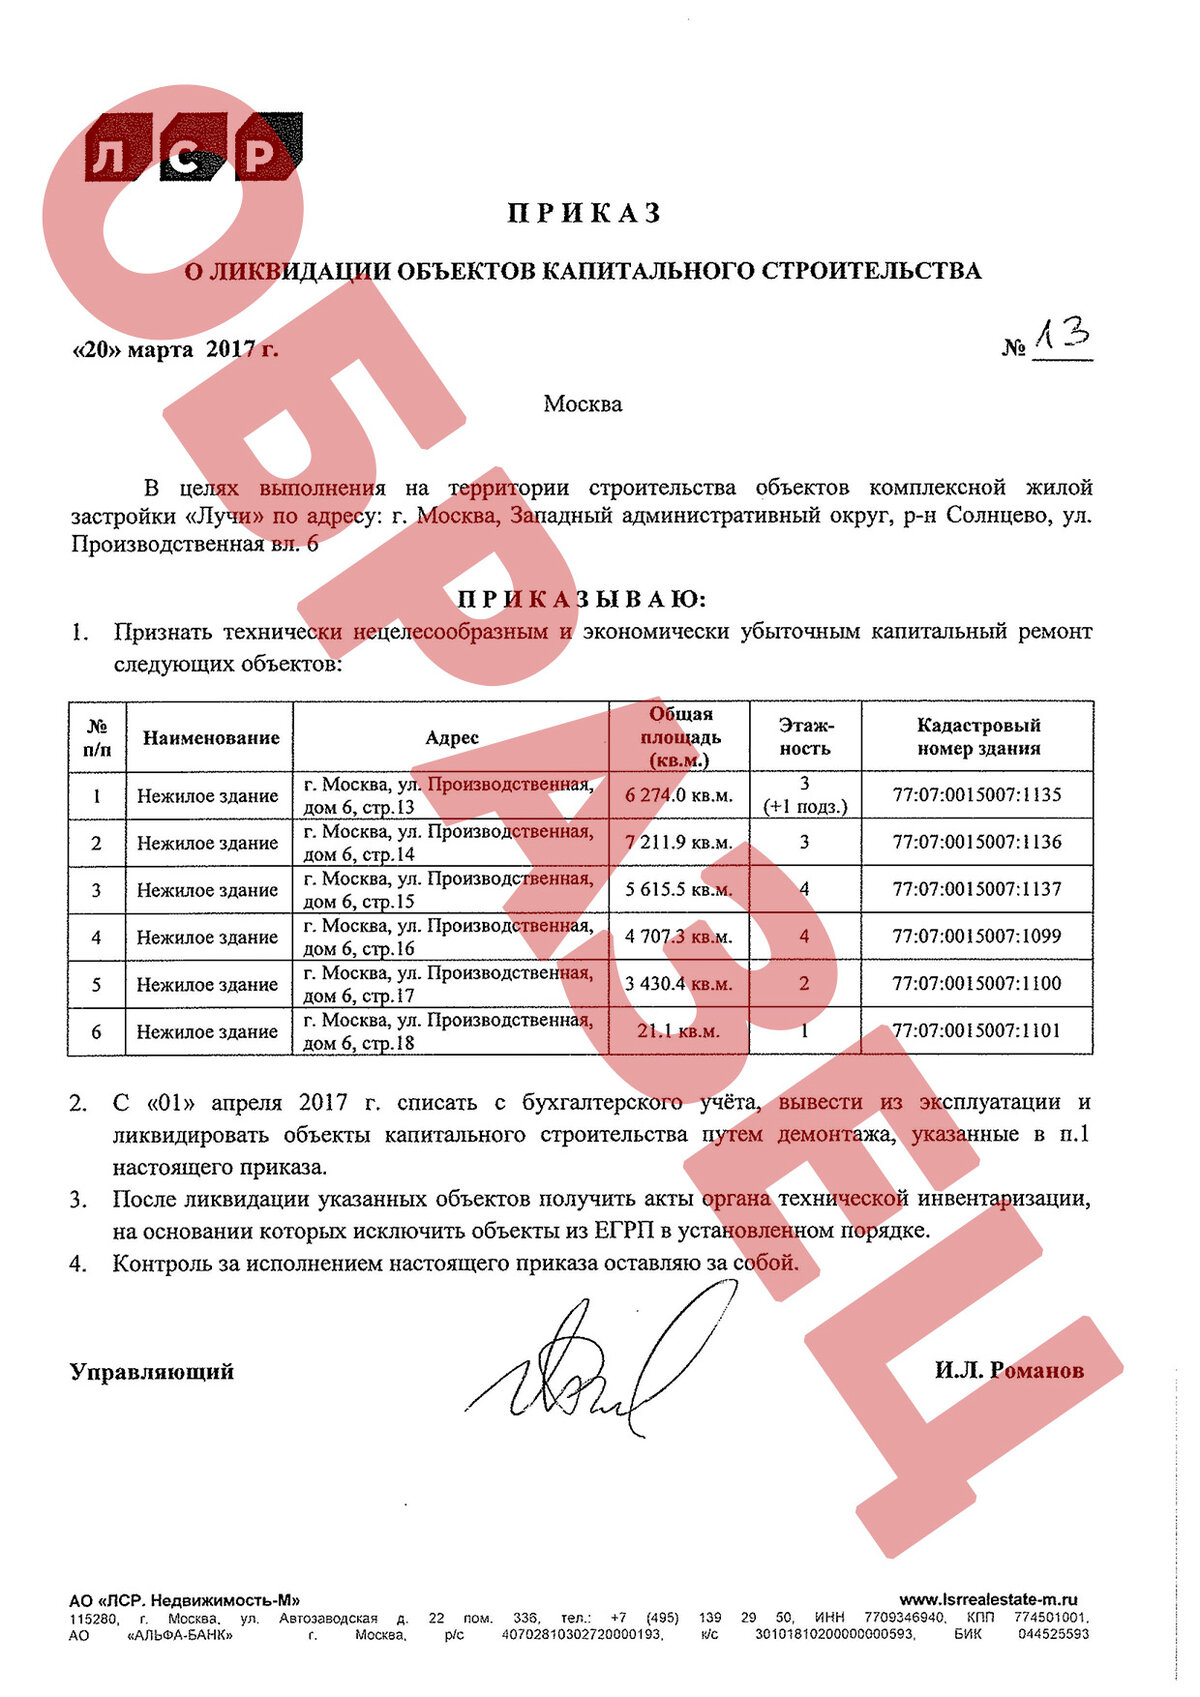 ЛСР
ПРИКАЗ
О ЛИКВИДАЦИИ ОБЪЕКТОВ КАПИТАЛЬНОГО СТРОИТЕЛЬСТВА
«20» марта 2017 г. № 13
Москва
В целях выполнения на территории строительства объектов комплексной жилой
застройки «Лучи» по адресу: г. Москва, Западный административный округ, р-н Солнцево, ул.
Производственная вл. 6
ПРИКАЗЫВАЮ:
1. Признать технически нецелесообразным и экономически убыточным капитальный ремонт
следующих объектов:
№ п/п Наименование Адрес Общая площадь (кв.м.) Этаж-ность Кадастровый номер здания
1 Нежилое здание г. Москва, ул. Производственная, дом 6, стр.13 6 274.0 кв.м. 3 (+1 подз.) 77:07:0015007:1135
2 Нежилое здание г. Москва, ул. Производственная, дом 6, стр.14 7 211.9 кв.м. 3 77:07:0015007:1136
3 Нежилое здание г. Москва, ул. Производственная, дом 6, стр.15 5 615.5 кв.м. 4 77:07:0015007:1137
4 Нежилое здание г. Москва, ул. Производственная, дом 6, стр.16 4 707.3 кв.м. 4 77:07:0015007:1099
5 Нежилое здание г. Москва, ул. Производственная, дом 6, стр.17 3 430.4 кв.м. 2 77:07:0015007:1100
6 Нежилое здание г. Москва, ул. Производственная, дом 6, стр.18 21.1 кв.м. 1 77:07:0015007:1101
2. С «01» апреля 2017 г. списать с бухгалтерского учёта, вывести из эксплуатации и
ликвидировать объекты капитального строительства путем демонтажа, указанные в п.1
настоящего приказа.
3. После ликвидации указанных объектов получить акты органа технической инвентаризации,
на основании которых исключить объекты из ЕГРП в установленном порядке.
4. Контроль за исполнением настоящего приказа оставляю за собой.
Управляющий И.Л. Романов
АО «ЛСР. Недвижимость-М» www.lsrrealestate-m.ru
115280, г. Москва, ул. Автозаводская д. 22 пом. 336, тел.: +7 (495) 139 29 50, ИНН 7709346940, КПП 774501001,
АО «АЛЬФА-БАНК» г. Москва, р/с 40702810302720000193, к/с 30101810200000000593, БИК 044525593
ОБРАЗЕЦ